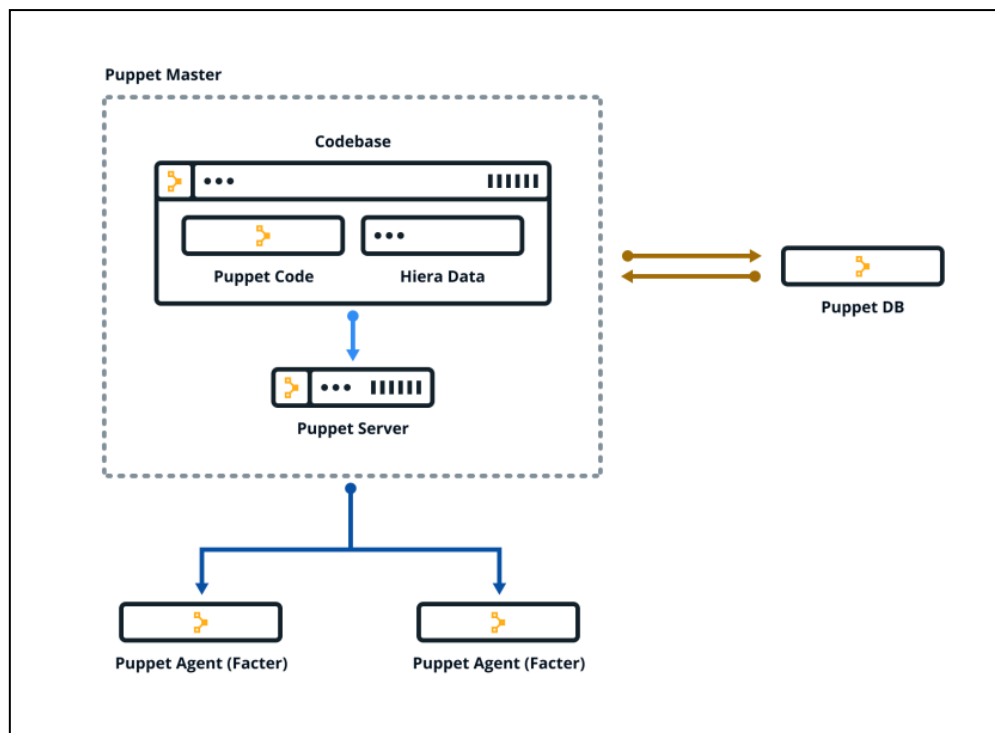 Puppet Master
Codebase
Puppet Code
Hiera Data
Puppet DB
Puppet Server
Puppet Agent (Facter)
Puppet Agent (Facter)